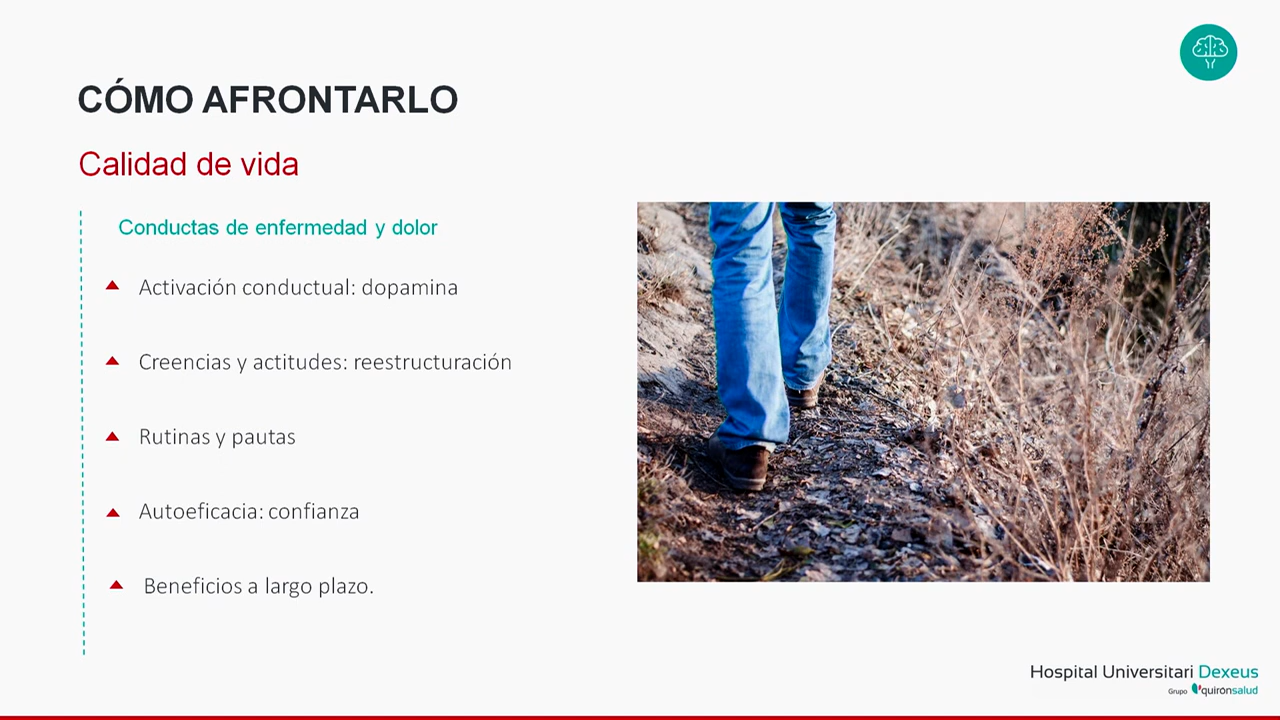 CÓMO AFRONTARLO
Calidad de vida
Conductas de enfermedad y dolor
Activación conductual: dopamina
Creencias y actitudes: reestructuración
Rutinas y pautas
Autoeficacia: confianza
Beneficios a largo plazo.
Hospital Universitari Dexeus
Grupo quirónsalud